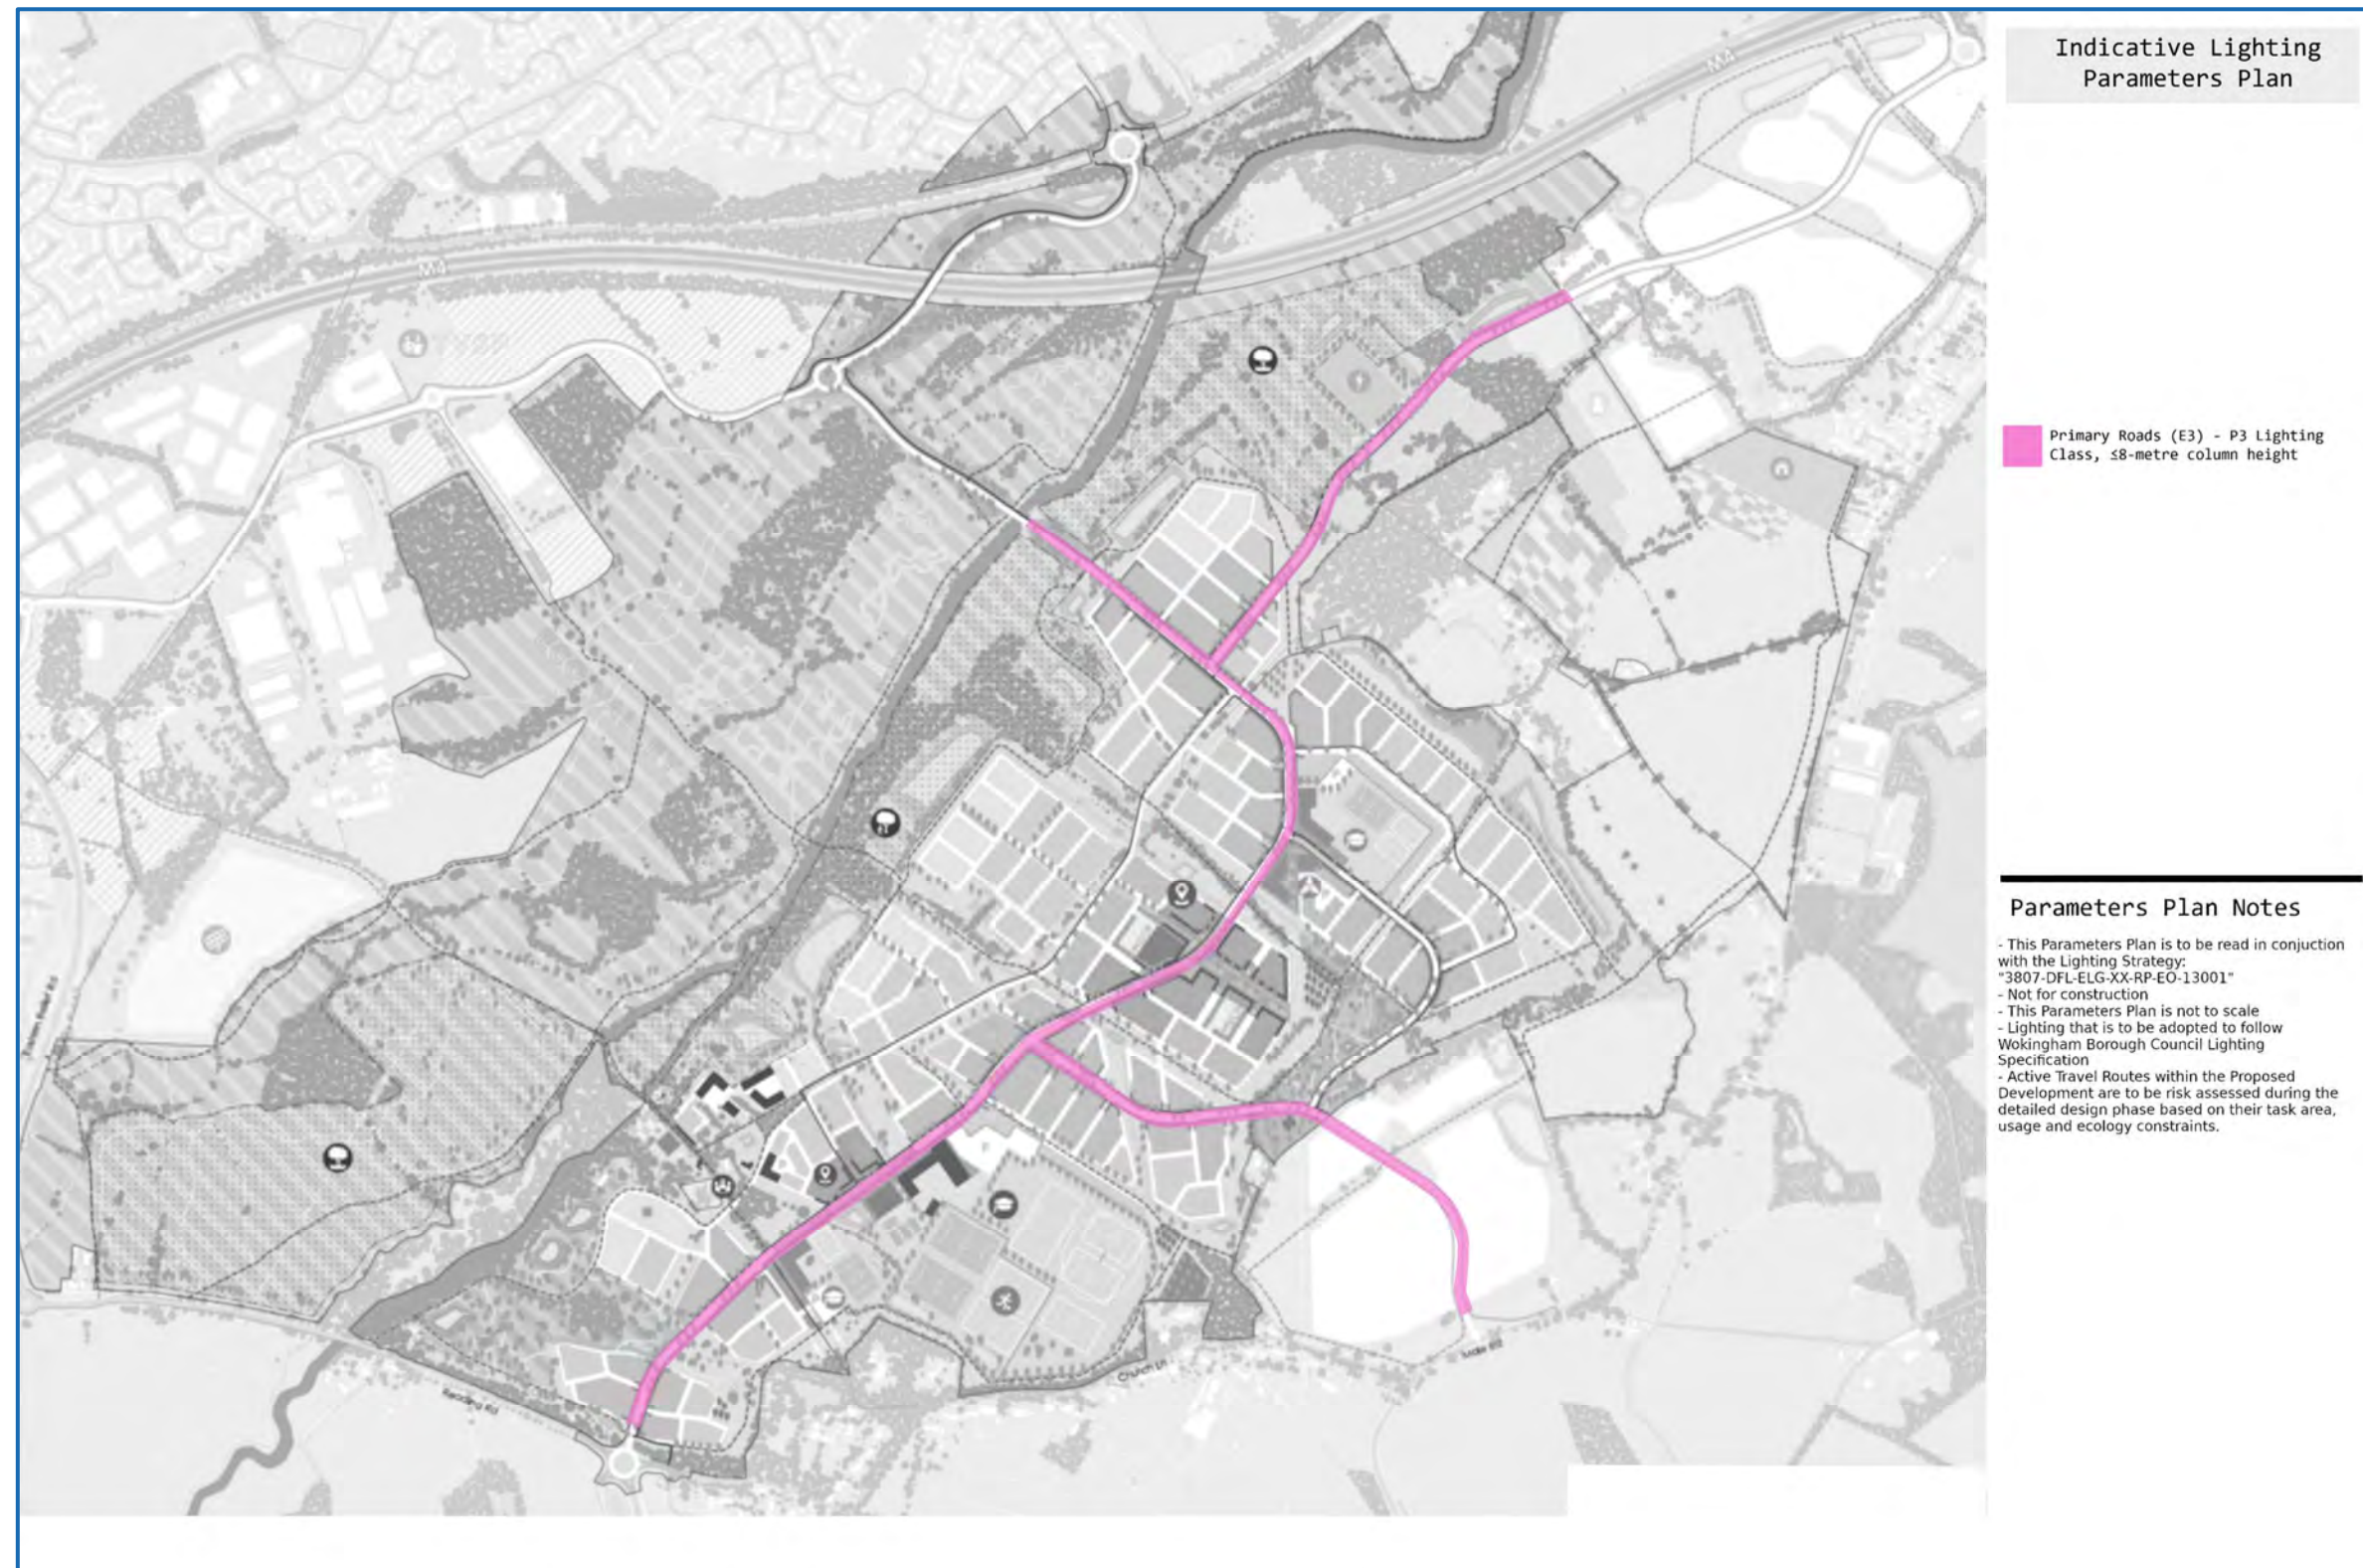 Indicative Lighting
Parameters Plan
M4
M4
Primary Roads (E3) - P3 Lighting
Class, ≤8-metre column height
Parameters Plan Notes
- This Parameters Plan is to be read in conjuction
with the Lighting Strategy:
"3807-DFL-ELG-XX-RP-EO-13001"
- Not for construction
- This Parameters Plan is not to scale
- Lighting that is to be adopted to follow
Wokingham Borough Council Lighting
Specification
- Active Travel Routes within the Proposed
Development are to be risk assessed during the
detailed design phase based on their task area,
usage and ecology constraints.
Church Ln
Mole Rd
Reading Rd